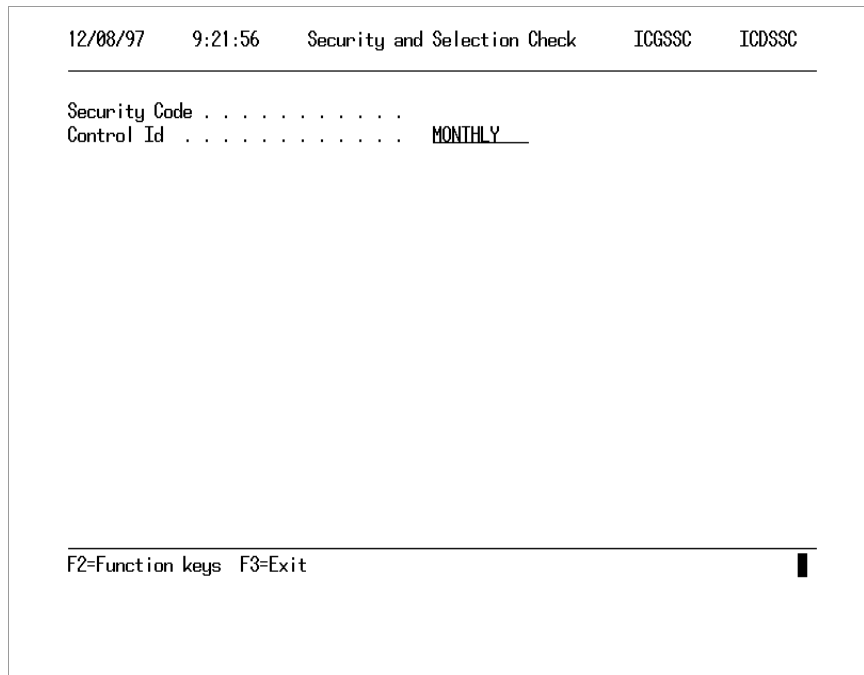 12/08/97 9:21:56 Security and Selection Check ICGSSC ICDSSC
Security Code . . . . . . . . . . .
Control Id . . . . . . . . . . . . MONTHLY
F2=Function keys F3=Exit